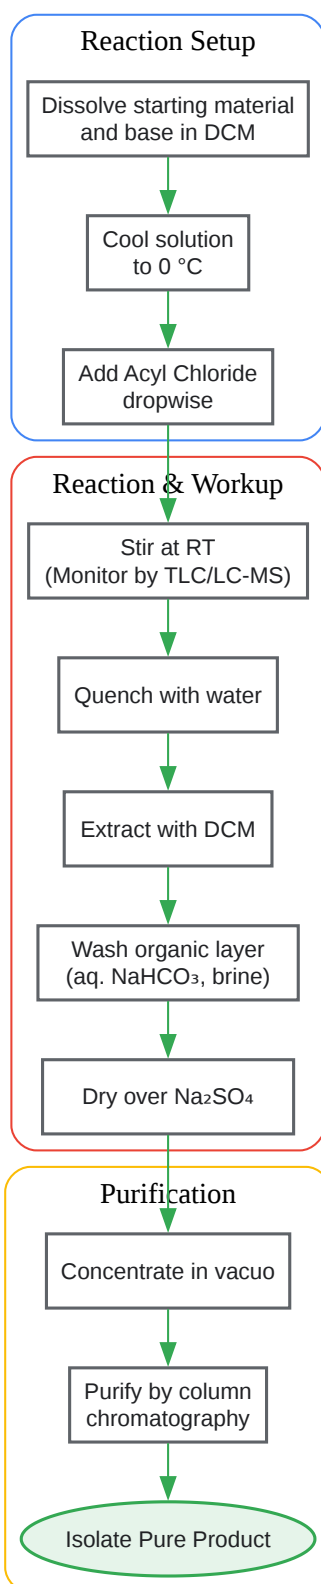 Reaction Setup
Dissolve starting material
and base in DCM
Cool solution
to 0 °C
Add Acyl Chloride
dropwise
Reaction & Workup
Stir at RT
(Monitor by TLC/LC-MS)
Quench with water
Extract with DCM
Wash organic layer
(aq. NaHCO₃, brine)
Dry over Na₂SO₄
Purification
Concentrate in vacuo
Purify by column
chromatography
Isolate Pure Product